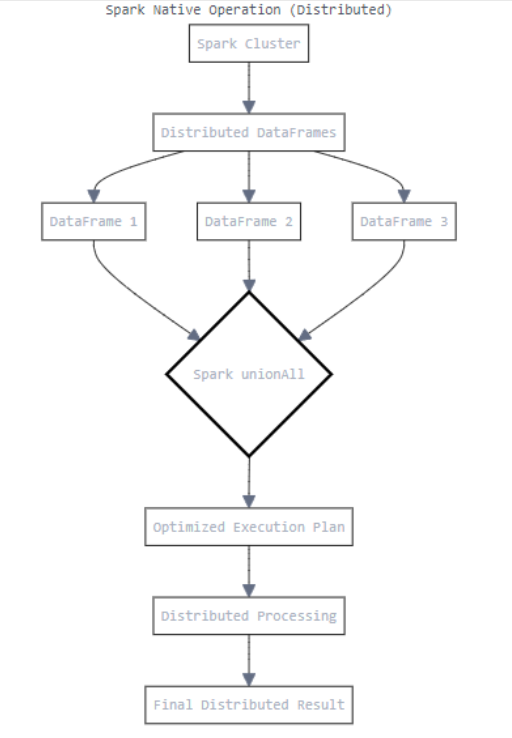 Spark Native Operation (Distributed)
Spark Cluster
Distributed DataFrames
DataFrame 1
DataFrame 2
DataFrame 3
Spark unionAll
Optimized Execution Plan
Distributed Processing
Final Distributed Result